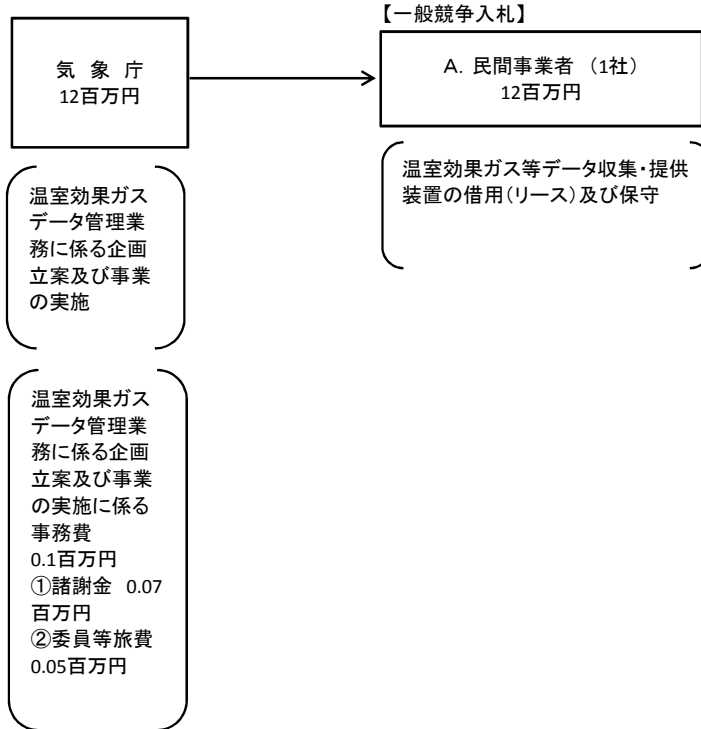 【一般競争入札】
気 象 庁
12百万円
A. 民間事業者 (1社)
12百万円
温室効果ガス等データ収集・提供
装置の借用(リース)及び保守
温室効果ガス
データ管理業
務に係る企画
立案及び事業
の実施
温室効果ガス
データ管理業
務に係る企画
立案及び事業
の実施に係る
事務費
0.1百万円
①諸謝金 0.07
百万円
②委員等旅費
0.05百万円